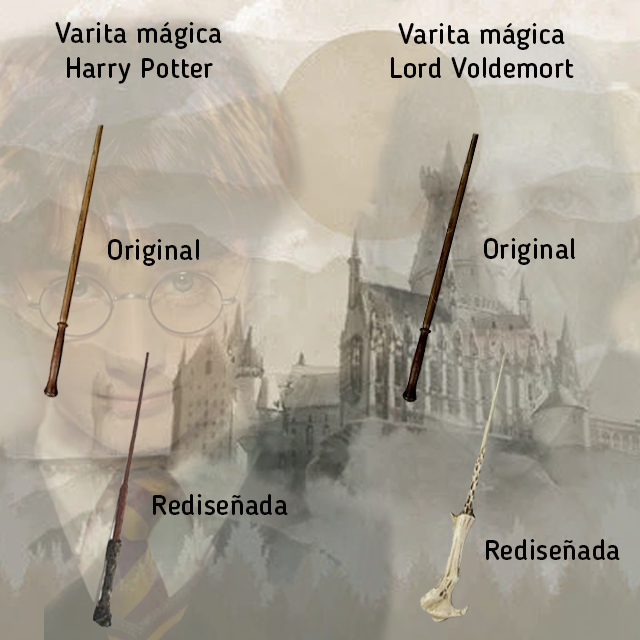 Varita mágica
Harry Potter
Varita mágica
Lord Voldemort
Original
Original
Rediseñada
Rediseñada